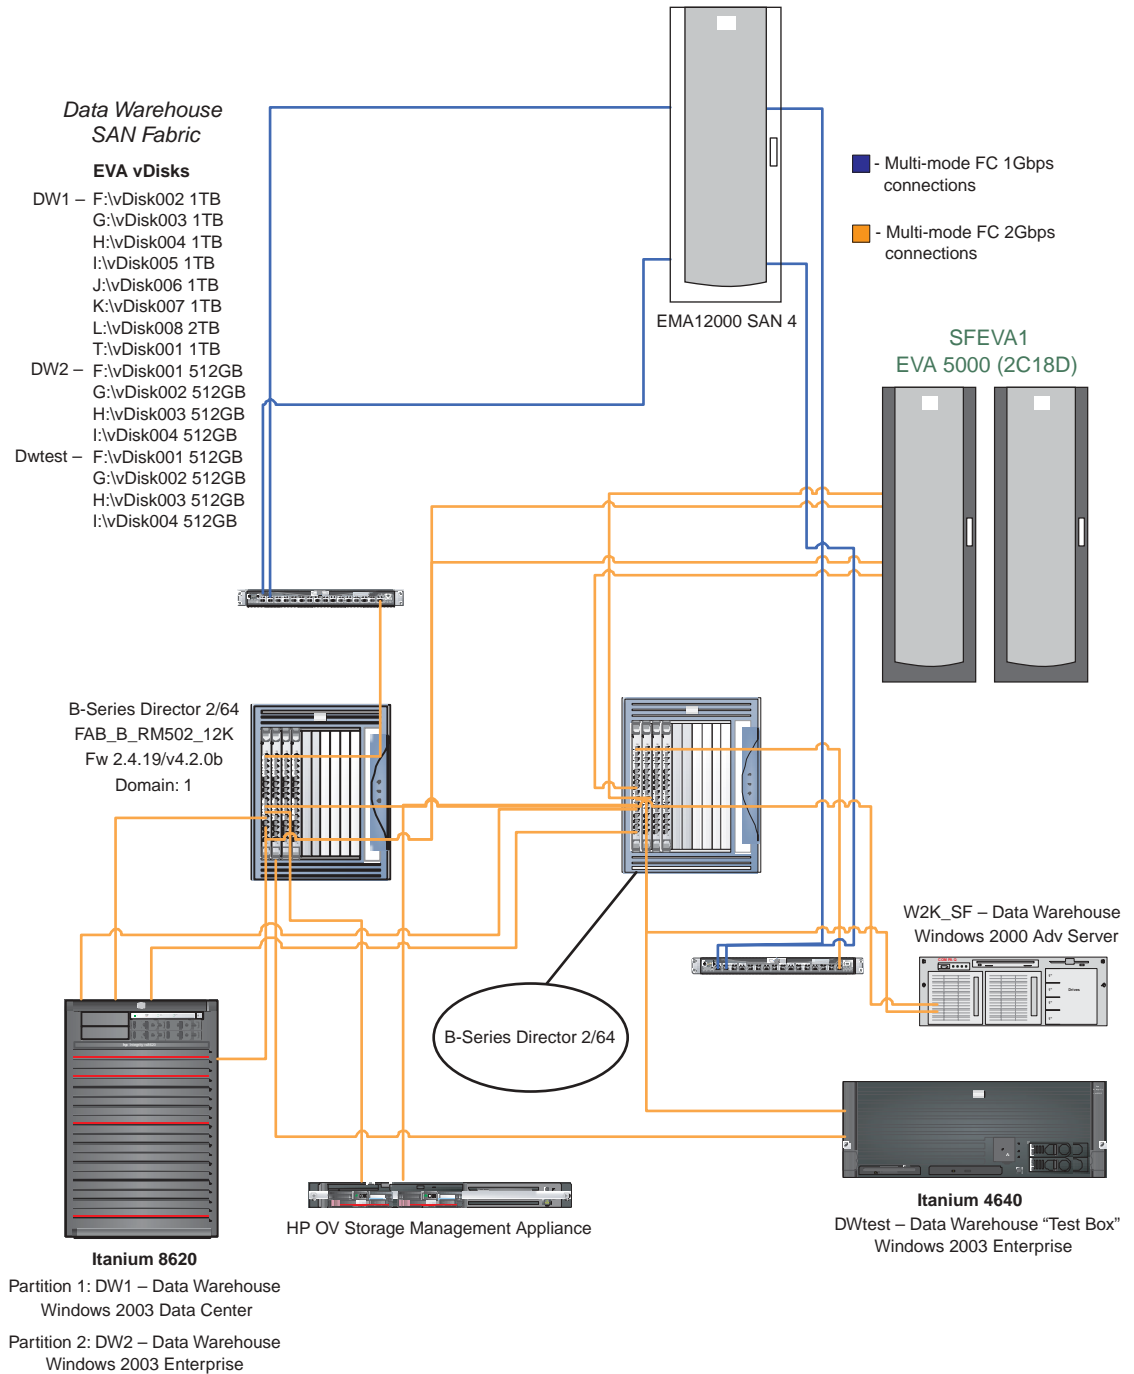 Data Warehouse
SAN Fabric
EVA vDisks
DW1 – F:\vDisk002 1TB
G:\vDisk003 1TB
H:\vDisk004 1TB
I:\vDisk005 1TB
J:\vDisk006 1TB
K:\vDisk007 1TB
L:\vDisk008 2TB
T:\vDisk001 1TB
DW2 – F:\vDisk001 512GB
G:\vDisk002 512GB
H:\vDisk003 512GB
I:\vDisk004 512GB
Dwtest – F:\vDisk001 512GB
G:\vDisk002 512GB
H:\vDisk003 512GB
I:\vDisk004 512GB
- Multi-mode FC 1Gbps
connections
- Multi-mode FC 2Gbps
connections
EMA12000 SAN 4
SFEVA1
EVA 5000 (2C18D)
B-Series Director 2/64
FAB_B_RM502_12K
Fw 2.4.19/v4.2.0b
Domain: 1
W2K_SF – Data Warehouse
Windows 2000 Adv Server
B-Series Director 2/64
HP OV Storage Management Appliance
Itanium 4640
DWtest – Data Warehouse “Test Box”
Windows 2003 Enterprise
Itanium 8620
Partition 1: DW1 – Data Warehouse
Windows 2003 Data Center
Partition 2: DW2 – Data Warehouse
Windows 2003 Enterprise